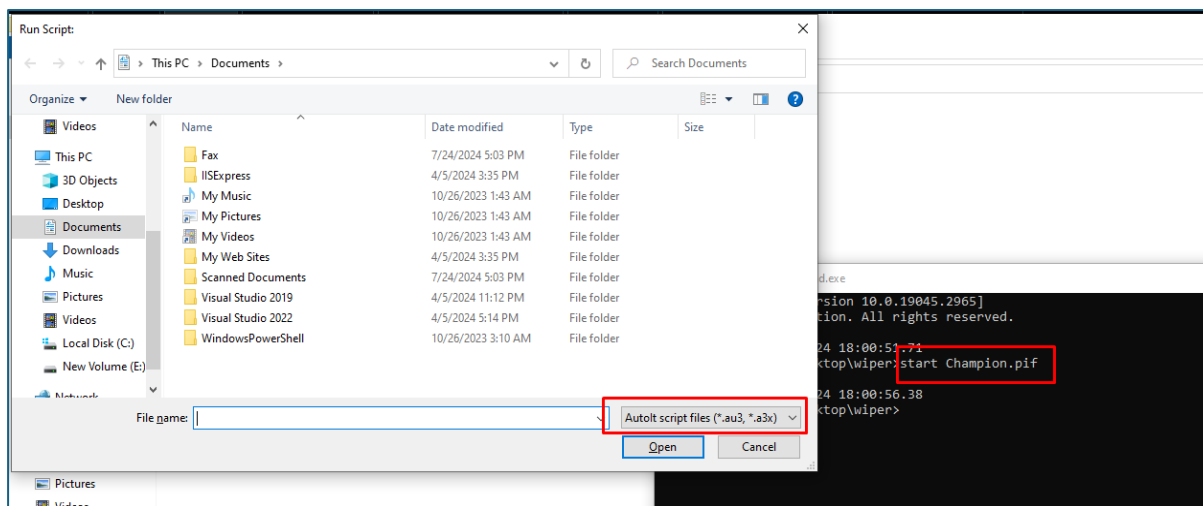 Run Script:
This PC > Documents >
Search Documents
Organize
New folder
Videos
This PC
3D Objects
Desktop
Documents
Downloads
Music
Pictures
Videos
Local Disk (C:)
New Volume (E:)
Network
Name Date modified Type Size
Fax 7/24/2024 5:03 PM File folder
IISExpress 4/5/2024 3:35 PM File folder
My Music 10/26/2023 1:43 AM File folder
My Pictures 10/26/2023 1:43 AM File folder
My Videos 10/26/2023 1:43 AM File folder
My Web Sites 4/5/2024 3:35 PM File folder
Scanned Documents 7/24/2024 5:03 PM File folder
Visual Studio 2019 4/5/2024 11:12 PM File folder
Visual Studio 2022 4/5/2024 5:14 PM File folder
WindowsPowerShell 10/26/2023 3:10 AM File folder
File name:
AutoIt script files (*.au3, *.a3x)
Open
Cancel
Pictures
Videos
d.exe
rsion 10.0.19045.2965]
tion. All rights reserved.
24 18:00:51.71
ktop\wiper>start Champion.pif
24 18:00:56.38
ktop\wiper>